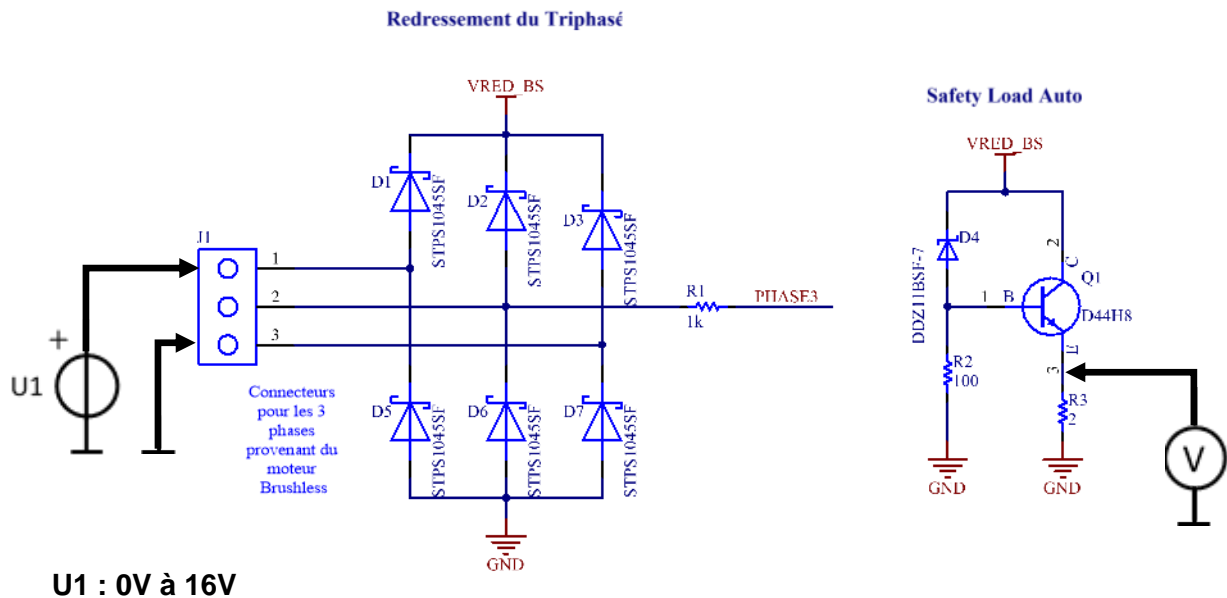 Redressement du Triphasé
VRED_BS
D1
STPS1045SF
D2
STPS1045SF
D3
STPS1045SF
J1
1
2
3
R1
1k
PHASE3
+
U1
Connecteurs
pour les 3
phases
provenant du
moteur
Brushless
D5
STPS1045SF
D6
STPS1045SF
D7
STPS1045SF
GND
Safety Load Auto
VRED_BS
D4
DDZ11BSF-7
2
C
Q1
1
B
D44H8
E
3
R2
100
R3
2
GND
GND
V
U1 : 0V à 16V